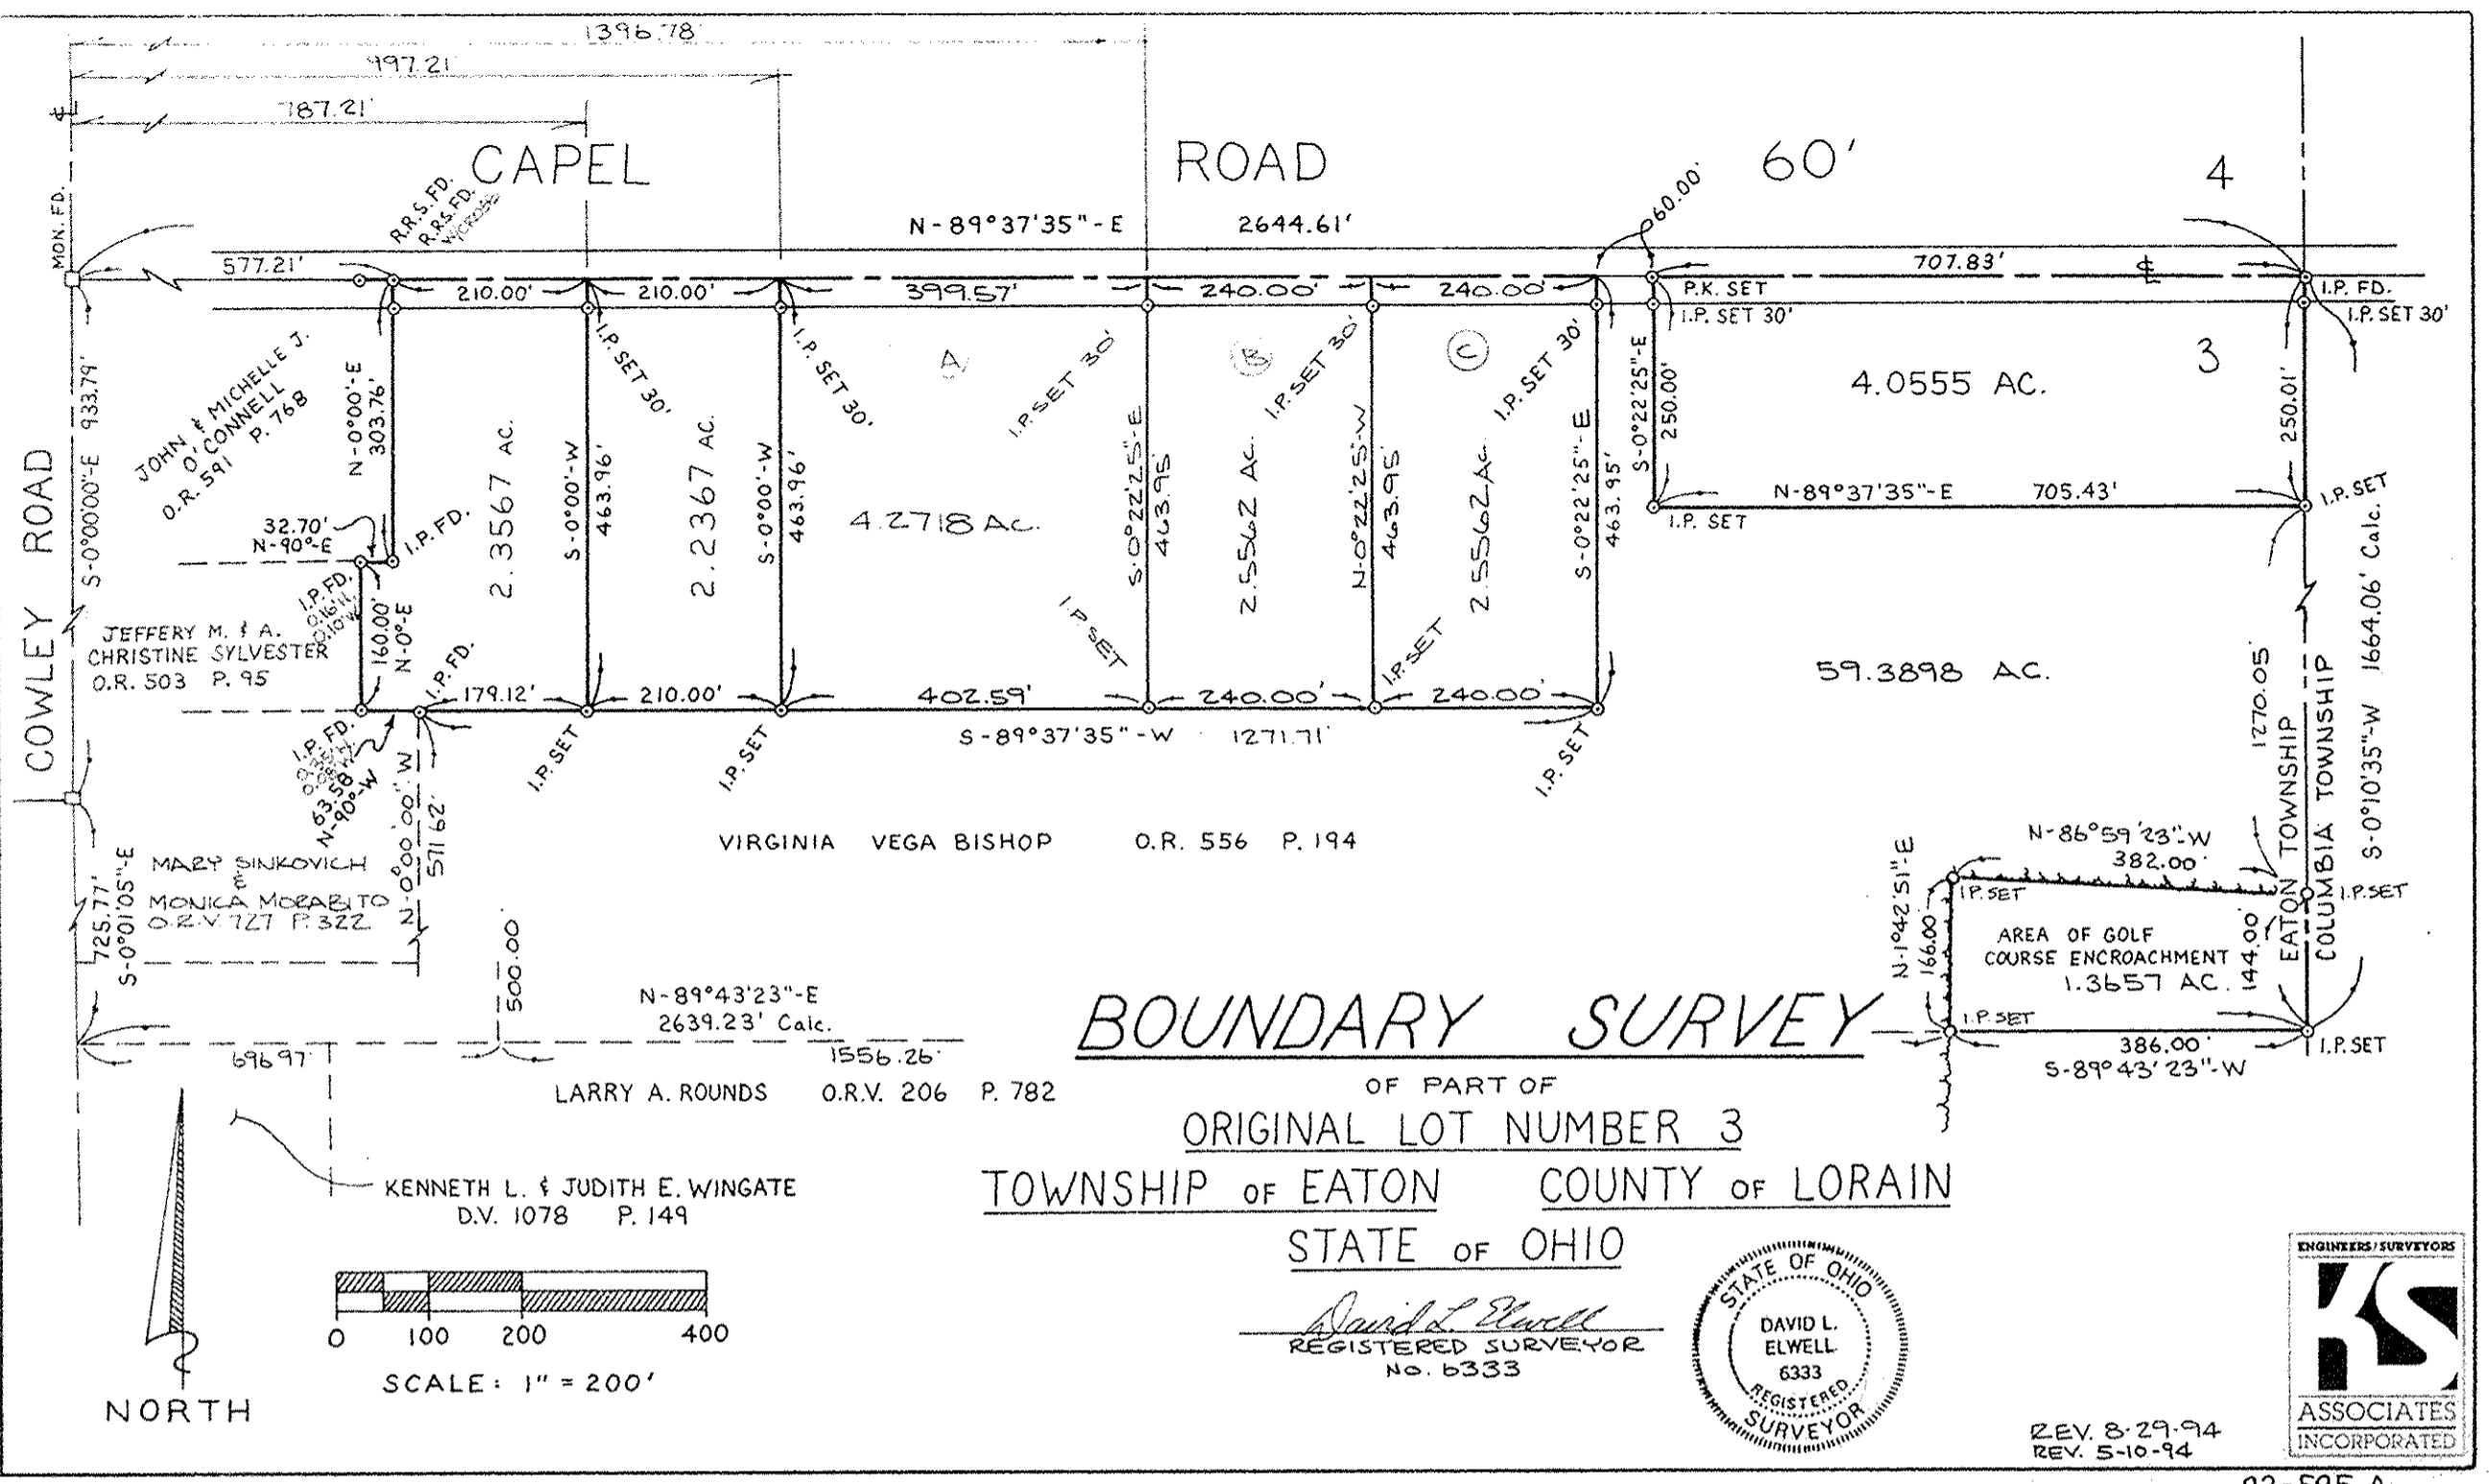 1396.78'
997.21'
787.21'
CAPEL ROAD 60'
4
MON. FD.
R.R.S. FD.
R.R.S. FD.
N-89°37'35"-E 2644.61'
60.00'
577.21'
210.00'
210.00'
399.57'
240.00'
240.00'
707.83'
P.K. SET
I.P. FD.
I.P. SET 30'
I.P. SET 30'
3
JOHN & MICHELLE J.
O'CONNELL
O.R. 591 P. 768
N-0°00'-E
303.76'
I.P. SET 30'
I.P. SET 30'
A
I.P. SET 30'
B
I.P. SET 30'
C
I.P. SET 30'
S-0°22'25"-E
250.00'
4.0555 AC.
250.01'
COWLEY ROAD
S-0°00'00"-E 933.79'
32.70'
N-90°-E
I.P. FD.
2.3567 AC.
S-0°00'-W
463.96'
2.2367 AC.
S-0°00'-W
463.96'
4.2718 AC.
S-0°22'25"-E
463.95'
2.5562 AC.
N-0°22'25"-W
463.95'
2.5562 AC.
S-0°22'25"-E
463.95'
N-89°37'35"-E 705.43'
I.P. SET
I.P. SET
I.P. FD.
0.10'W
160.00'
N-0°-E
JEFFERY M. & A.
CHRISTINE SYLVESTER
O.R. 503 P. 95
I.P. FD.
179.12'
210.00'
402.59'
240.00'
240.00'
I.P. SET
I.P. SET
59.3898 AC.
S-89°37'35"-W 1271.71'
I.P. SET
I.P. SET
I.P. SET
I.P. FD.
63.58'
N-90°-W
N-0°00'00"-W
571.62'
VIRGINIA VEGA BISHOP O.R. 556 P. 194
1270.05'
EATON TOWNSHIP
COLUMBIA TOWNSHIP
S-0°10'35"-W 1664.06' Calc.
MARY SINKOVICH
&
MONICA MORABITO
O.R.V. 727 P. 322
725.77'
S-0°01'05"-E
N-86°59'23"-W
382.00'
I.P. SET
I.P. SET
N-1°42'51"-E
166.00'
AREA OF GOLF
COURSE ENCROACHMENT
1.3657 AC.
144.00'
I.P. SET
386.00'
S-89°43'23"-W
I.P. SET
500.00'
N-89°43'23"-E
2639.23' Calc.
696.97'
1556.26'
LARRY A. ROUNDS O.R.V. 206 P. 782
KENNETH L. & JUDITH E. WINGATE
D.V. 1078 P. 149
BOUNDARY SURVEY
OF PART OF
ORIGINAL LOT NUMBER 3
TOWNSHIP OF EATON COUNTY OF LORAIN
STATE OF OHIO
David L. Elwell
REGISTERED SURVEYOR
No. 6333
STATE OF OHIO
DAVID L.
ELWELL
6333
REGISTERED
SURVEYOR
0 100 200 400
SCALE: 1" = 200'
NORTH
ENGINEERS/SURVEYORS
KS
ASSOCIATES
INCORPORATED
REV. 8-29-94
REV. 5-10-94